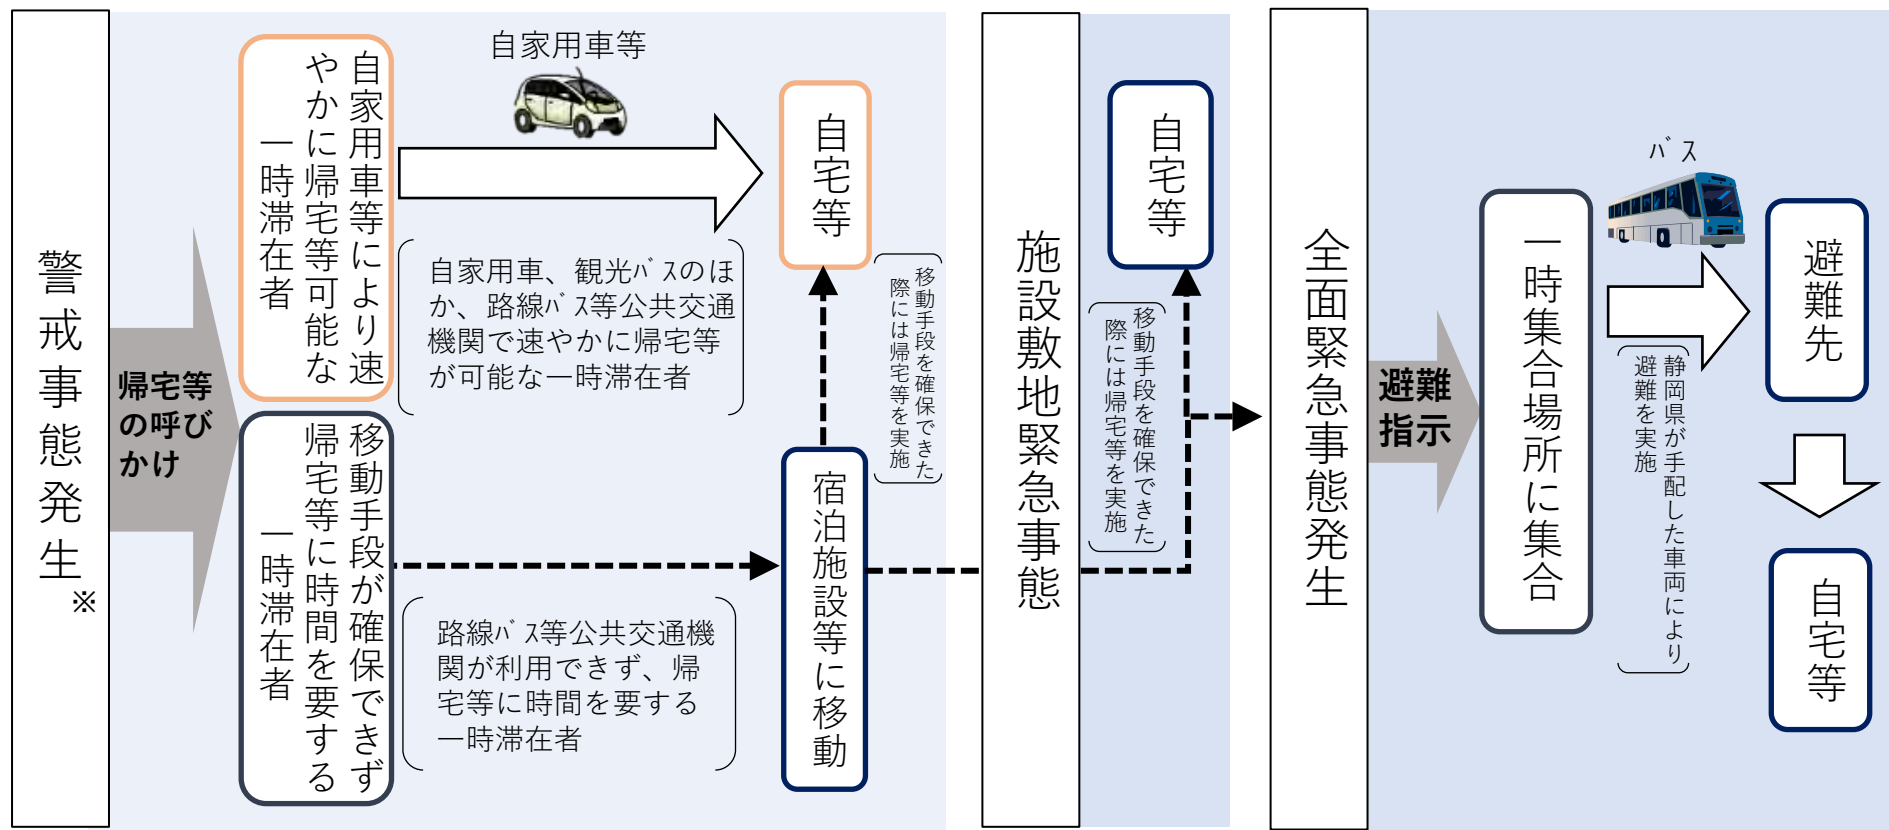 警戒事態発生※
帰宅等
の呼び
かけ
自家用車等により速
やかに帰宅等可能な
一時滞在者
自家用車等
自家用車、観光バスのほ
か、路線バス等公共交通
機関で速やかに帰宅等
が可能な一時滞在者
自宅等
移動手段を確保できた
際には帰宅等を実施
移動手段が確保できず
帰宅等に時間を要する
一時滞在者
路線バス等公共交通機
関が利用できず、帰
宅等に時間を要する
一時滞在者
宿泊施設等に移動
施設敷地緊急事態
自宅等
移動手段を確保できた
際には帰宅等を実施
全面緊急事態発生
避難
指示
一時集合場所に集合
バス
静岡県が手配した車両により
避難を実施
避難先
自宅等